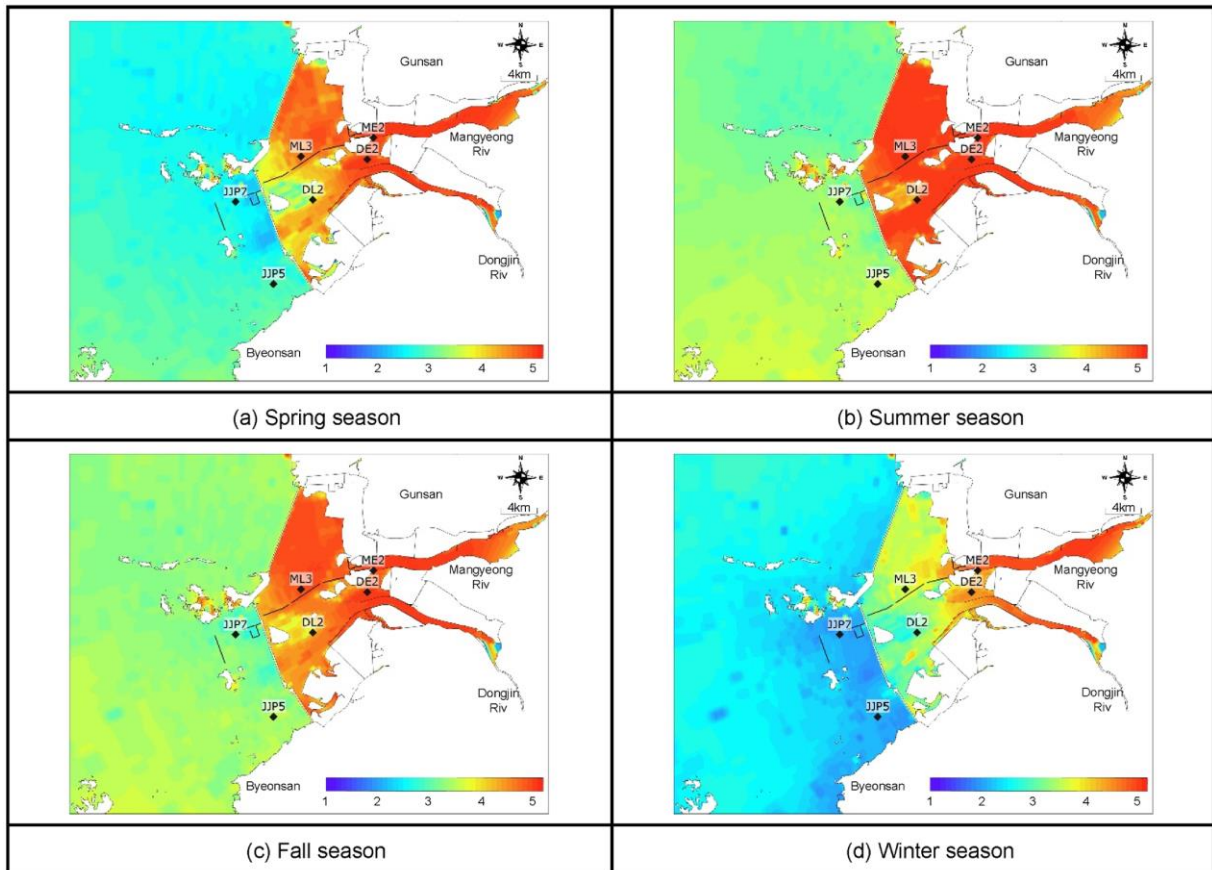 N
W E
S
4km
Gunsan
ME2
Mangyeong
Riv
ML3
DE2
DL2
JJP7
JJP5
Dongjin
Riv
Byeonsan
1 2 3 4 5
(a) Spring season
N
W E
S
4km
Gunsan
ME2
Mangyeong
Riv
ML3
DE2
DL2
JJP7
JJP5
Dongjin
Riv
Byeonsan
1 2 3 4 5
(b) Summer season
N
W E
S
4km
Gunsan
ME2
Mangyeong
Riv
ML3
DE2
DL2
JJP7
JJP5
Dongjin
Riv
Byeonsan
1 2 3 4 5
(c) Fall season
N
W E
S
4km
Gunsan
ME2
Mangyeong
Riv
ML3
DE2
DL2
JJP7
JJP5
Dongjin
Riv
Byeonsan
1 2 3 4 5
(d) Winter season